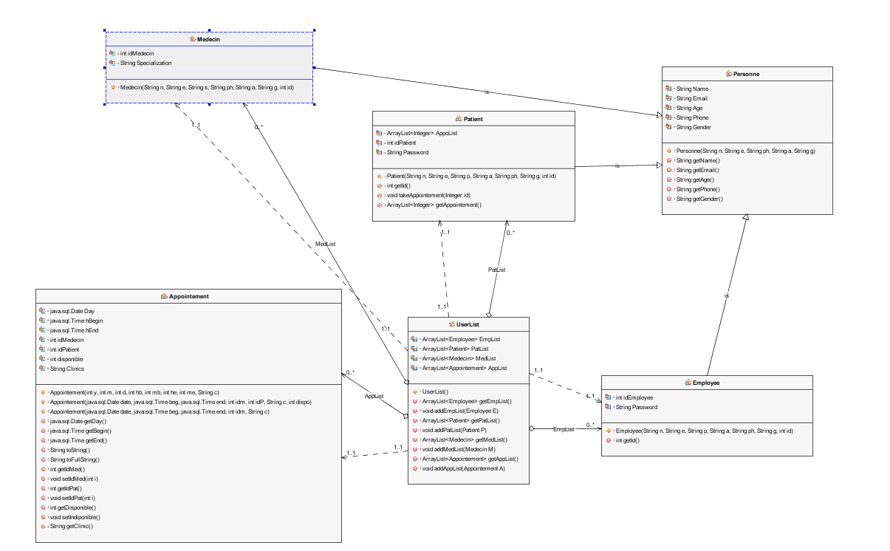 Medecin
int idMedecin
String Specialization
Medecin(String n, String e, String s, String ph, String a, String g, int id)
Personne
String Name
String Email
String Age
String Phone
String Gender
Personne(String n, String e, String ph, String a, String g)
String getName()
String getEmail()
String getAge()
String getPhone()
String getGender()
is
Patient
ArrayList<Integer> AppoList
int idPatient
String Password
Patient(String n, String e, String p, String a, String ph, String g, int id)
int getId()
void takeAppointement(Integer id)
ArrayList<Integer> getAppointement()
is
1..1
0..*
1..1
0..*
MedList
PatList
is
1..1
1..1
Appointement
java.sql.Date Day
java.sql.Time hBegin
java.sql.Time hEnd
int idMedecin
int idPatient
int disponible
String Clinics
Appointement(int y, int m, int d, int hb, int mb, int he, int me, String c)
Appointement(java.sql.Date date, java.sql.Time beg, java.sql.Time end, int idm, int idP, String c, int dispo)
Appointement(java.sql.Date date, java.sql.Time beg, java.sql.Time end, int idm, String c)
java.sql.Date getDay()
java.sql.Time getBegin()
java.sql.Time getEnd()
String toString()
String toFullString()
int getIdMed()
void setIdMed(int i)
int getIdPat()
void setIdPat(int i)
int getDisponible()
void setIndiponible()
String getClinic()
UserList
ArrayList<Employee> EmpList
ArrayList<Patient> PatList
ArrayList<Medecin> MedList
ArrayList<Appointement> AppList
UserList()
ArrayList<Employee> getEmpList()
void addEmpList(Employee E)
ArrayList<Patient> getPatList()
void addPatList(Patient P)
ArrayList<Medecin> getMedList()
void addMedList(Medecin M)
ArrayList<Appointement> getAppList()
void addAppList(Appointement A)
0..*
AppList
1..1
1..1
1..1
0..*
EmpList
Employee
int idEmployee
String Password
Employee(String n, String e, String p, String a, String ph, String g, int id)
int getId()